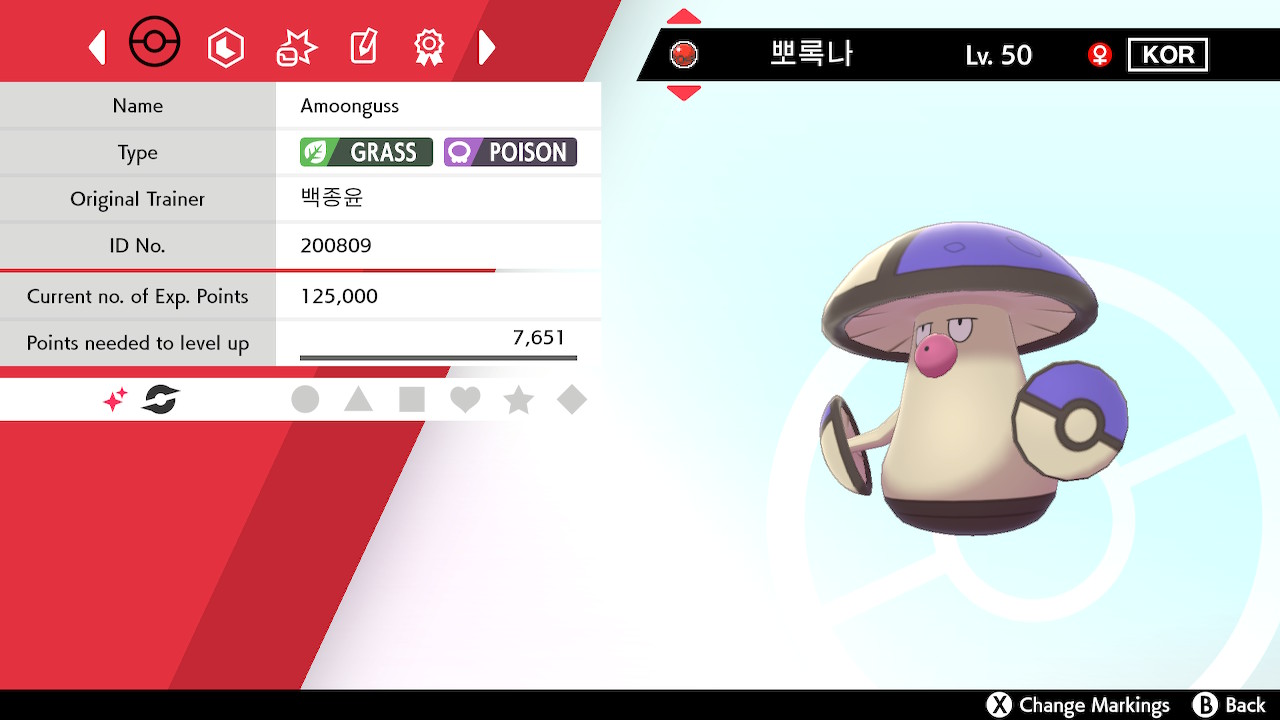 뽀록나 Lv. 50 KOR
Name Amoonguss
Type GRASS POISON
Original Trainer 백종윤
ID No. 200809
Current no. of Exp. Points 125,000
Points needed to level up 7,651
X Change Markings B Back